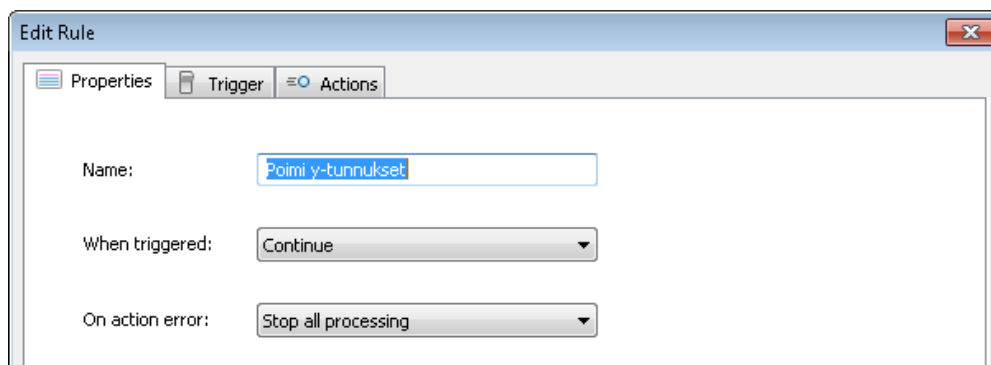 Edit Rule
Properties Trigger Actions
Name: Poimi y-tunnukset
When triggered: Continue
On action error: Stop all processing